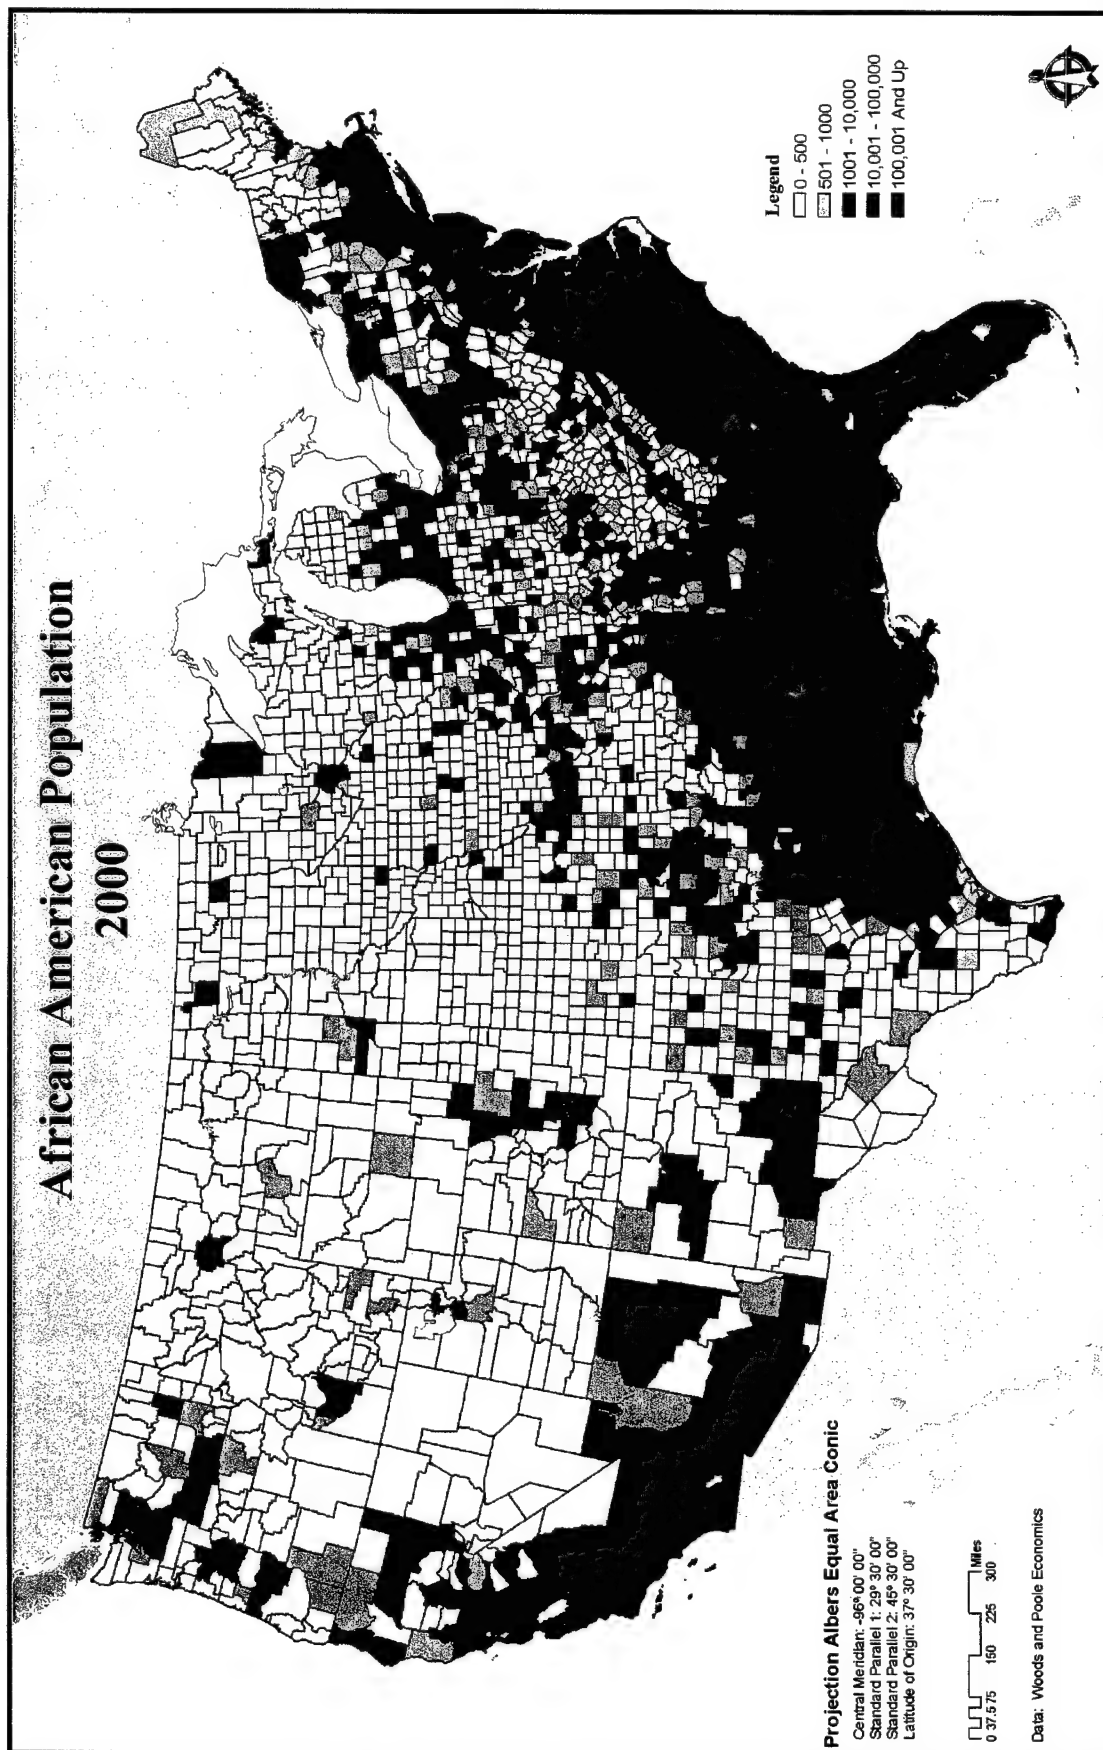 African American Population
2000
Legend
0 - 500
501 - 1000
1001 - 10,000
10,001 - 100,000
100,001 And Up
Projection Albers Equal Area Conic
Central Meridian: -96° 00' 00"
Standard Parallel 1: 29° 30' 00"
Standard Parallel 2: 45° 30' 00"
Latitude of Origin: 37° 30' 00"
Miles
0 37.5 75 150 225 300
Data: Woods and Poole Economics